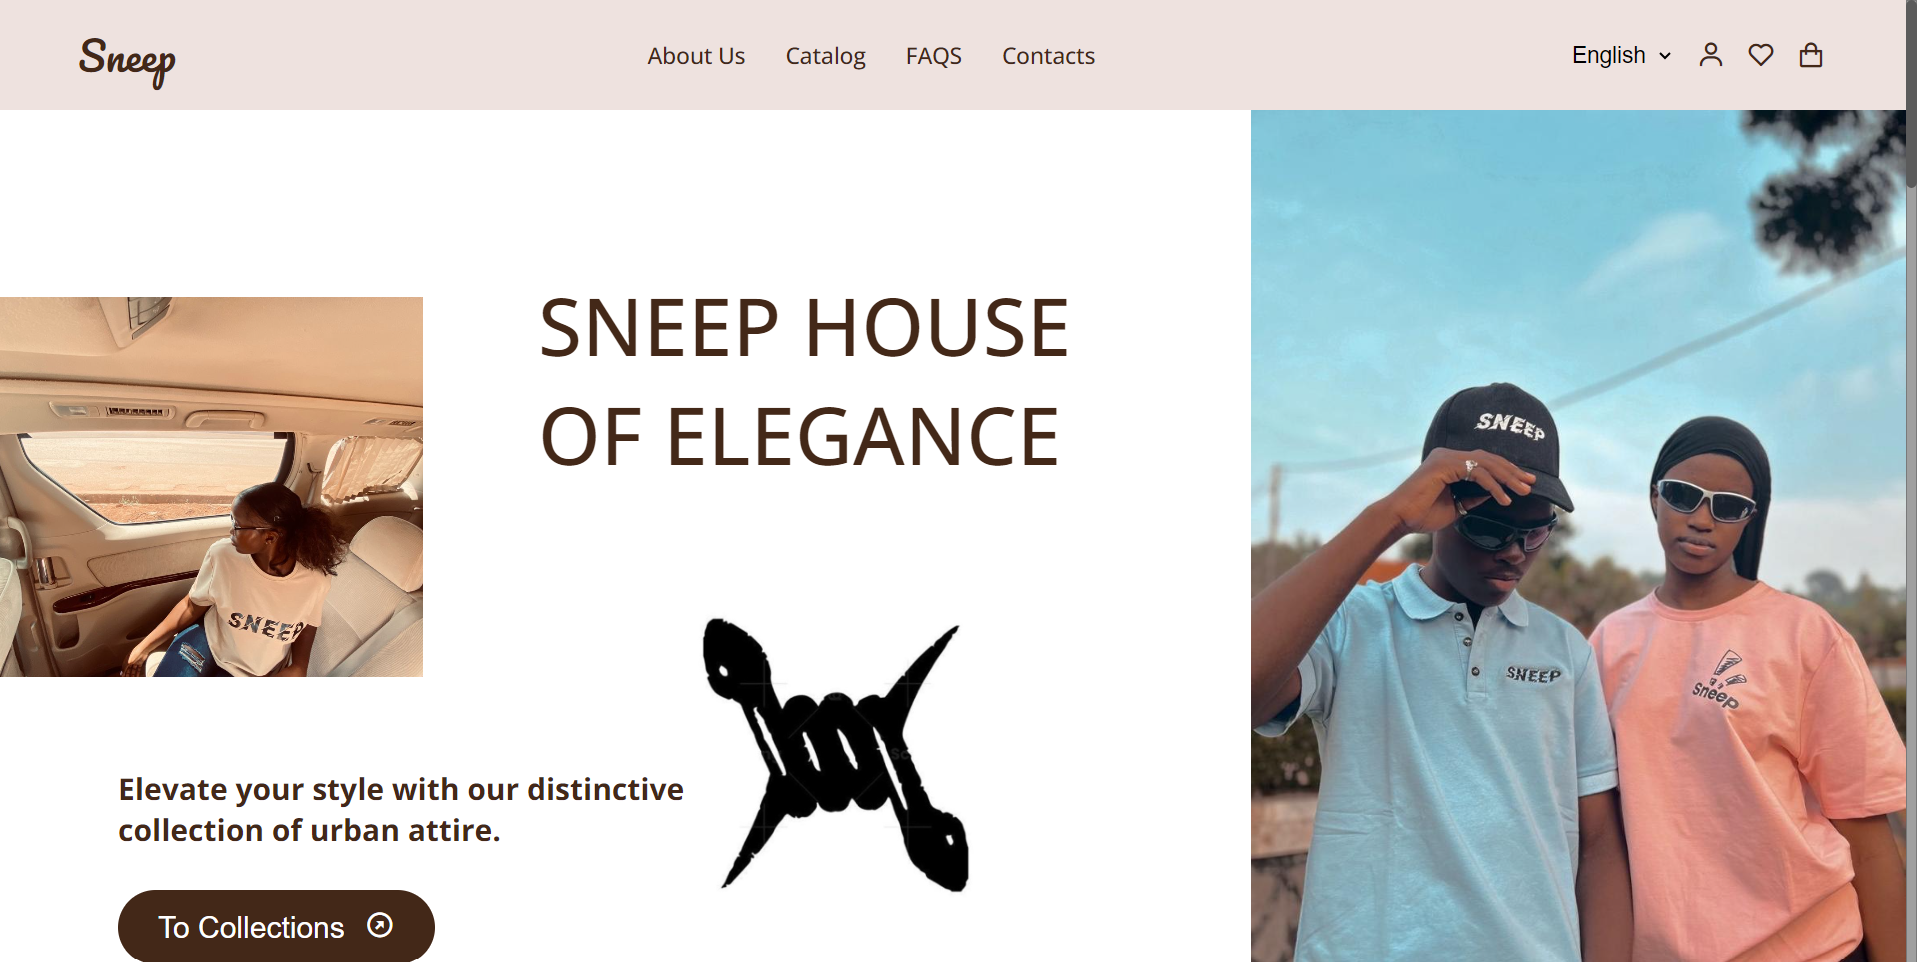 Sneep
About Us
Catalog
FAQS
Contacts
English
SNEEP HOUSE
OF ELEGANCE
SNEEP
Elevate your style with our distinctive
collection of urban attire.
To Collections
SNEEP
SNEEP
Sneep